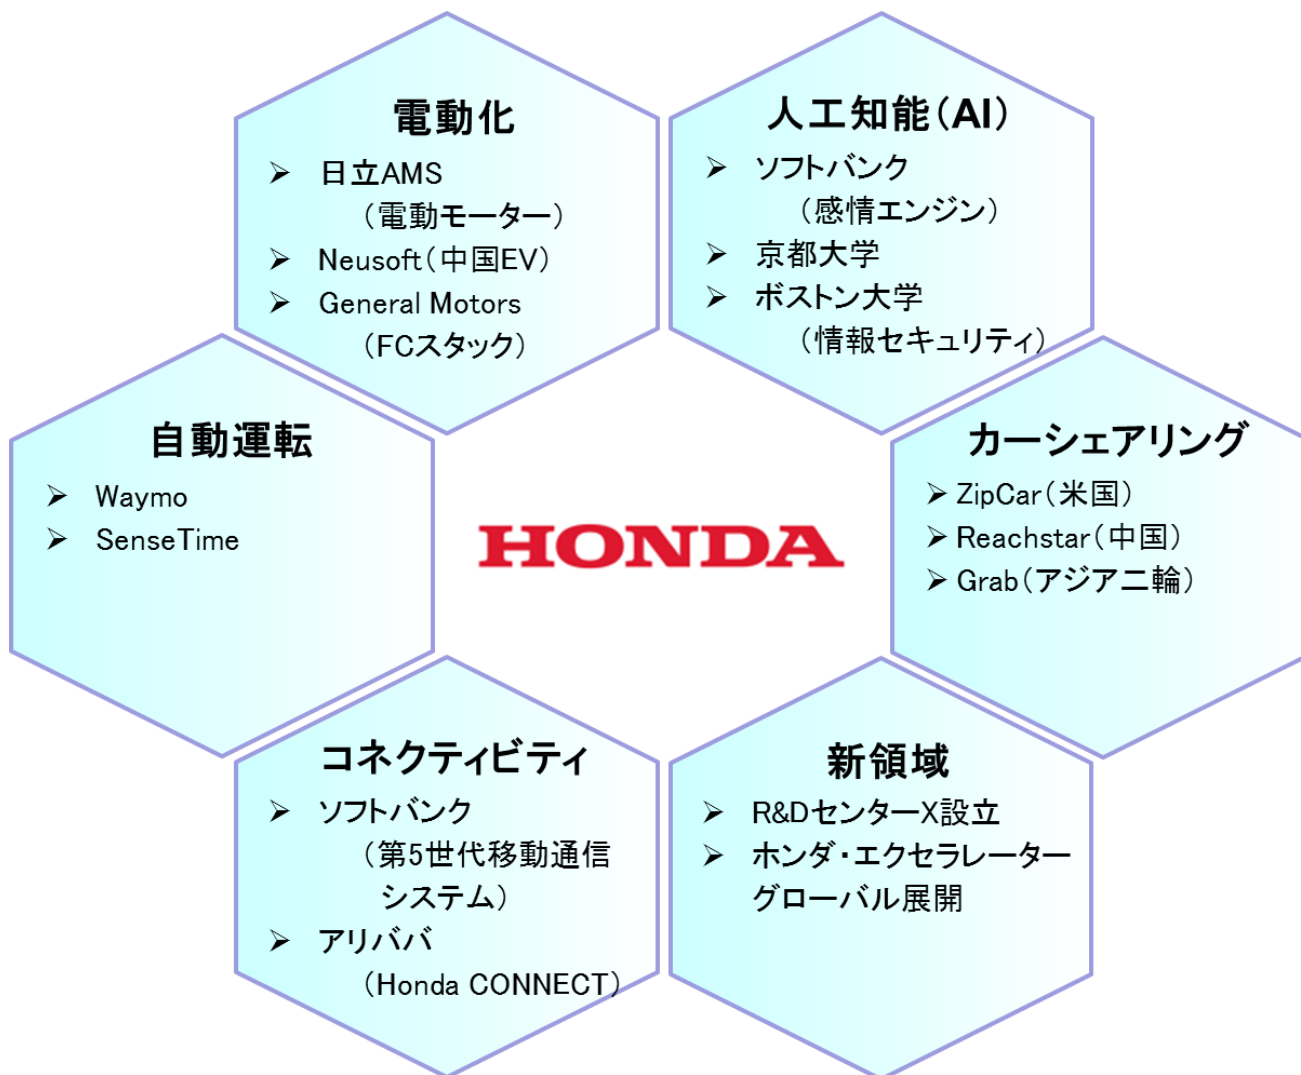 電動化
➢ 日立AMS
（電動モーター）
➢ Neusoft（中国EV）
➢ General Motors
（FCスタック）
人工知能（AI）
➢ ソフトバンク
（感情エンジン）
➢ 京都大学
➢ ボストン大学
（情報セキュリティ）
自動運転
➢ Waymo
➢ SenseTime
HONDA
カーシェアリング
➢ ZipCar（米国）
➢ Reachstar（中国）
➢ Grab（アジア二輪）
コネクティビティ
➢ ソフトバンク
（第5世代移動通信
システム）
➢ アリババ
（Honda CONNECT）
新領域
➢ R&DセンターX設立
➢ ホンダ・エクセラレーター
グローバル展開